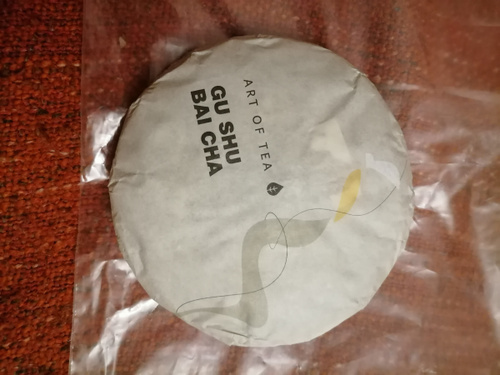 ART OF TEA
GU SHU
BAI CHA